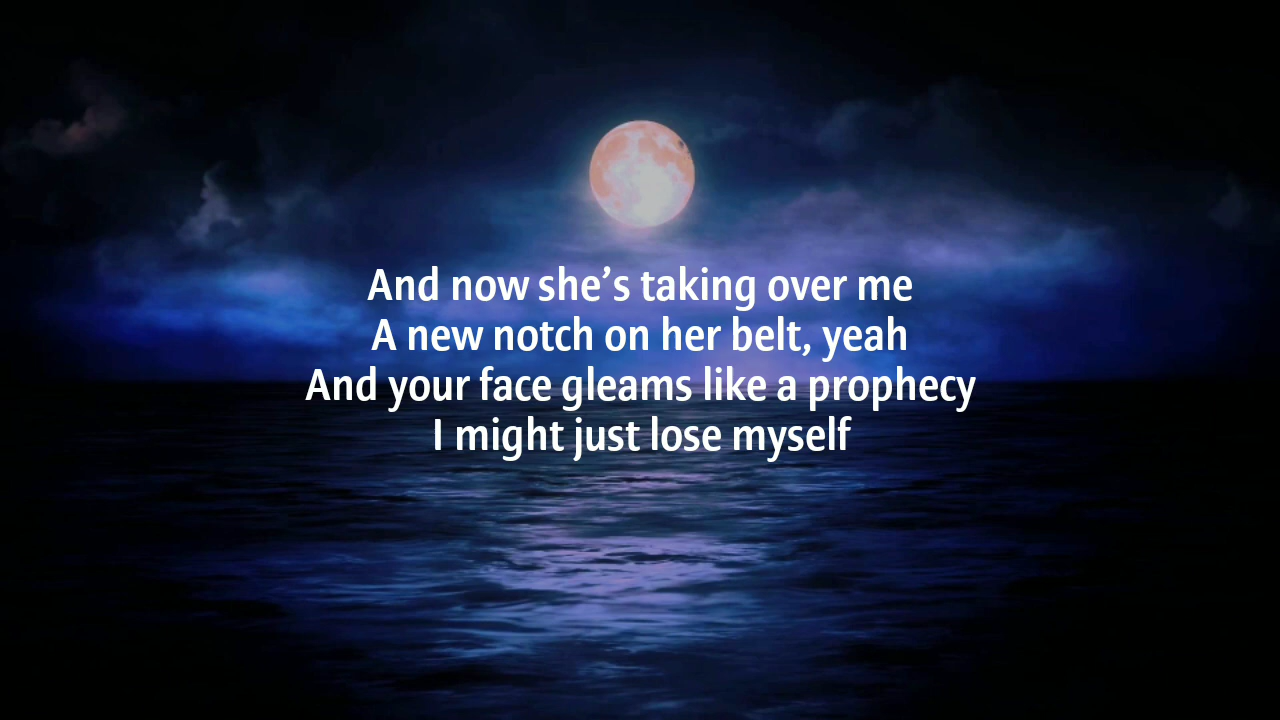 And now she’s taking over me
A new notch on her belt, yeah
And your face gleams like a prophecy
I might just lose myself